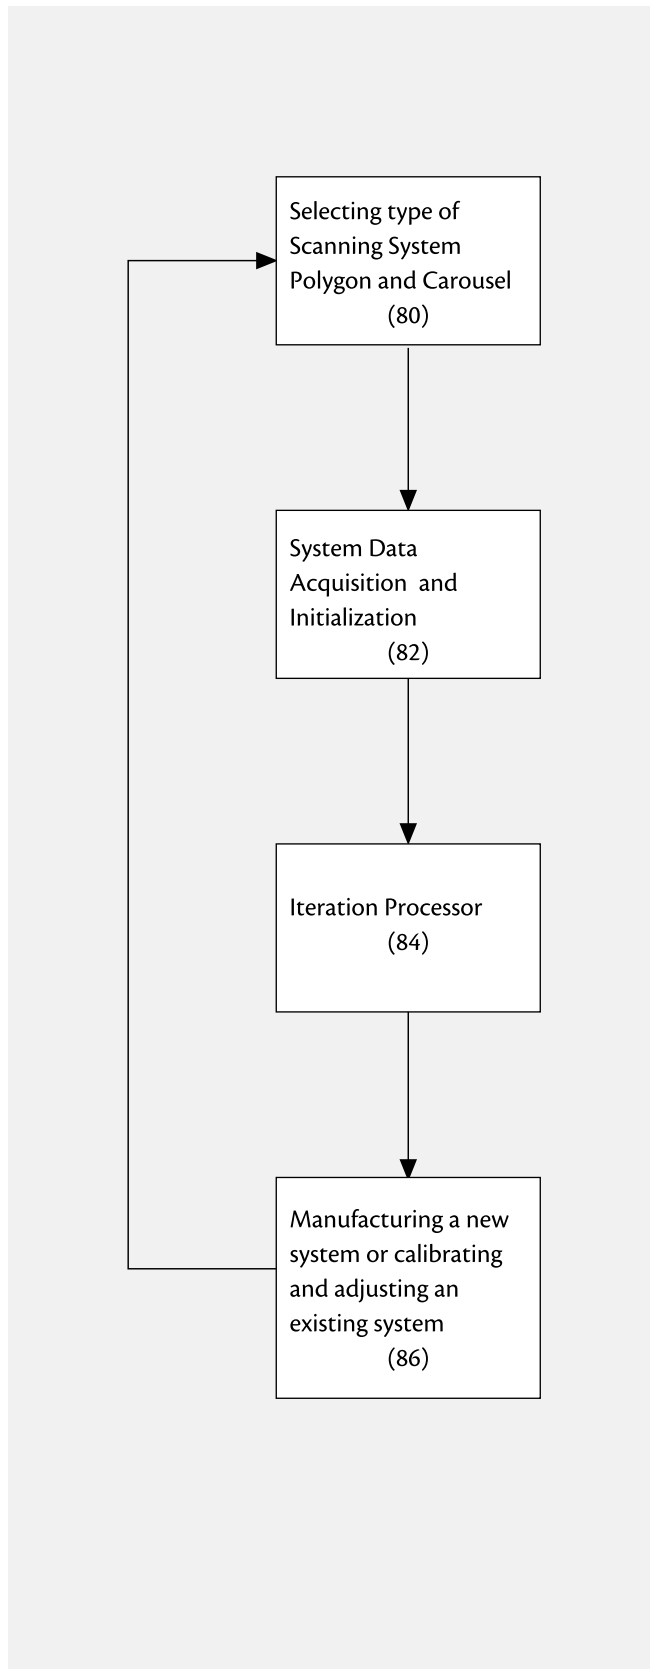 Selecting type of
Scanning System
Polygon and Carousel
(80)
System Data
Acquisition and
Initialization
(82)
Iteration Processor
(84)
Manufacturing a new
system or calibrating
and adjusting an
existing system
(86)